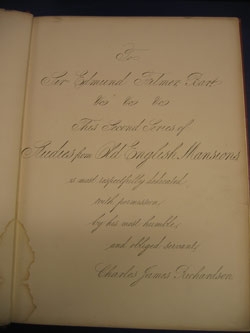 To
Sir Edmund Filmer Bart
&c. &c. &c.
This Second Series of
Studies from Old English Mansions
is most respectfully dedicated,
with permission,
by his most humble,
and obliged servant,
Charles James Richardson.